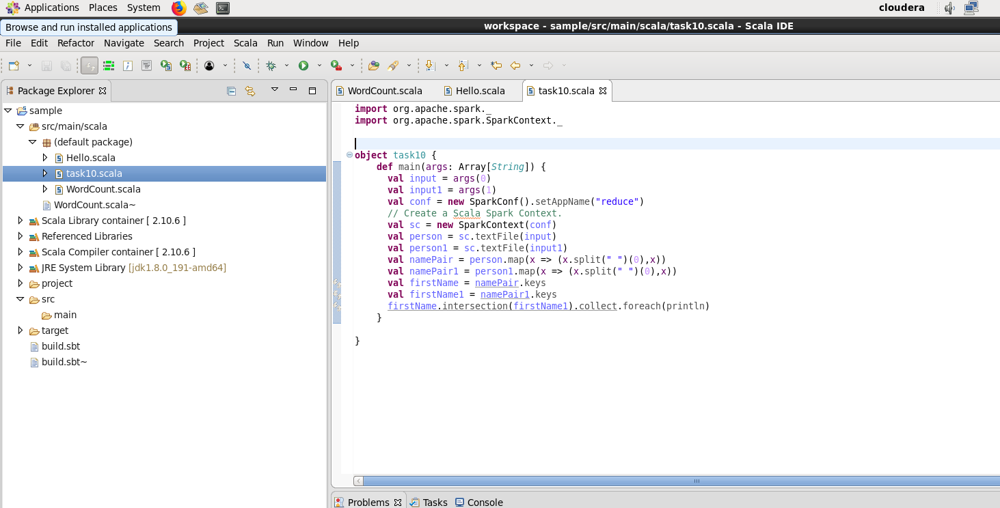 Applications Places System cloudera
Browse and run installed applications
workspace - sample/src/main/scala/task10.scala - Scala IDE
File Edit Refactor Navigate Search Project Scala Run Window Help
Package Explorer
sample
src/main/scala
(default package)
Hello.scala
task10.scala
WordCount.scala
WordCount.scala~
Scala Library container [ 2.10.6 ]
Referenced Libraries
Scala Compiler container [ 2.10.6 ]
JRE System Library [jdk1.8.0_191-amd64]
project
src
main
target
build.sbt
build.sbt~
WordCount.scala Hello.scala task10.scala
import org.apache.spark._
import org.apache.spark.SparkContext._
object task10 {
def main(args: Array[String]) {
val input = args(0)
val input1 = args(1)
val conf = new SparkConf().setAppName("reduce")
// Create a Scala Spark Context.
val sc = new SparkContext(conf)
val person = sc.textFile(input)
val person1 = sc.textFile(input1)
val namePair = person.map(x => (x.split(" ")(0),x))
val namePair1 = person1.map(x => (x.split(" ")(0),x))
val firstName = namePair.keys
val firstName1 = namePair1.keys
firstName.intersection(firstName1).collect.foreach(println)
}
}
Problems Tasks Console